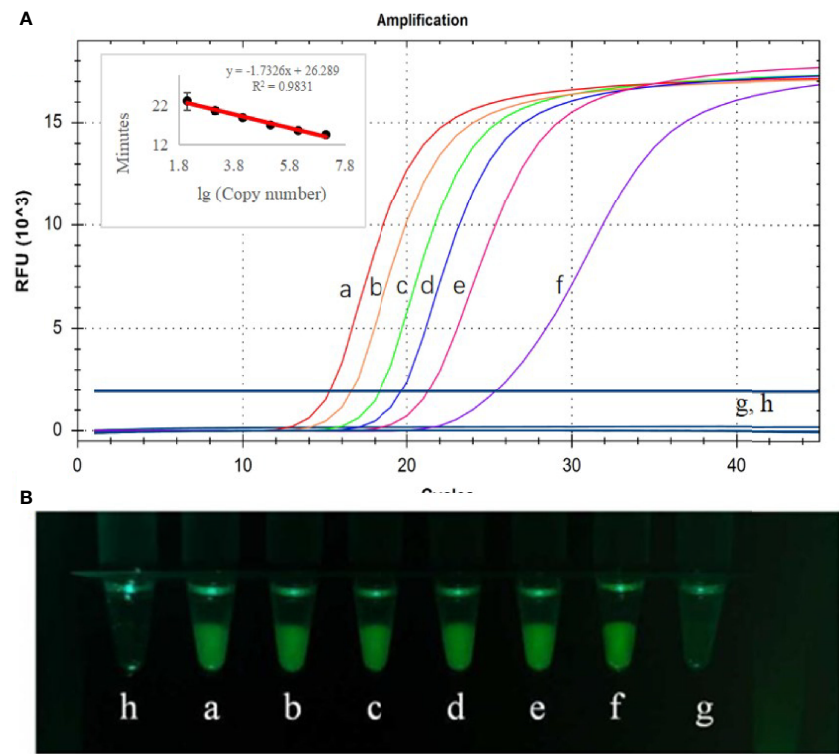 A
Amplification
y = -1.7326x + 26.289
R² = 0.9831
22
12
Minutes
1.8 3.8 5.8 7.8
lg (Copy number)
15
10
5
0
RFU (10^3)
a b c d e f
g, h
0 10 20 30 40
Cycles
B
h a b c d e f g